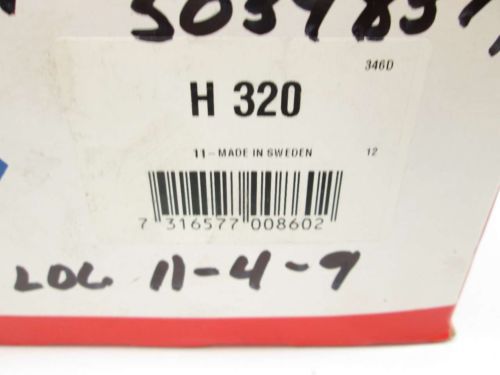 346D
H 320
11-MADE IN SWEDEN 12
7 316577 008602
LOC 11-4-9